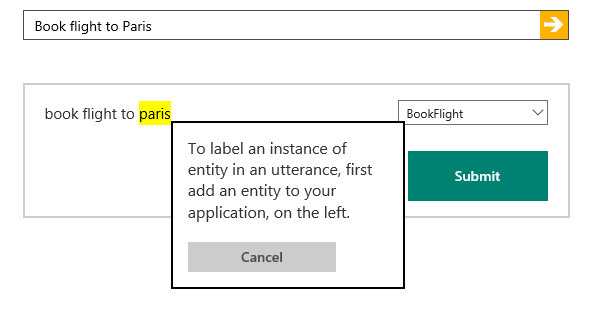 Book flight to Paris
book flight to paris
BookFlight
To label an instance of
entity in an utterance, first
add an entity to your
application, on the left.
Submit
Cancel